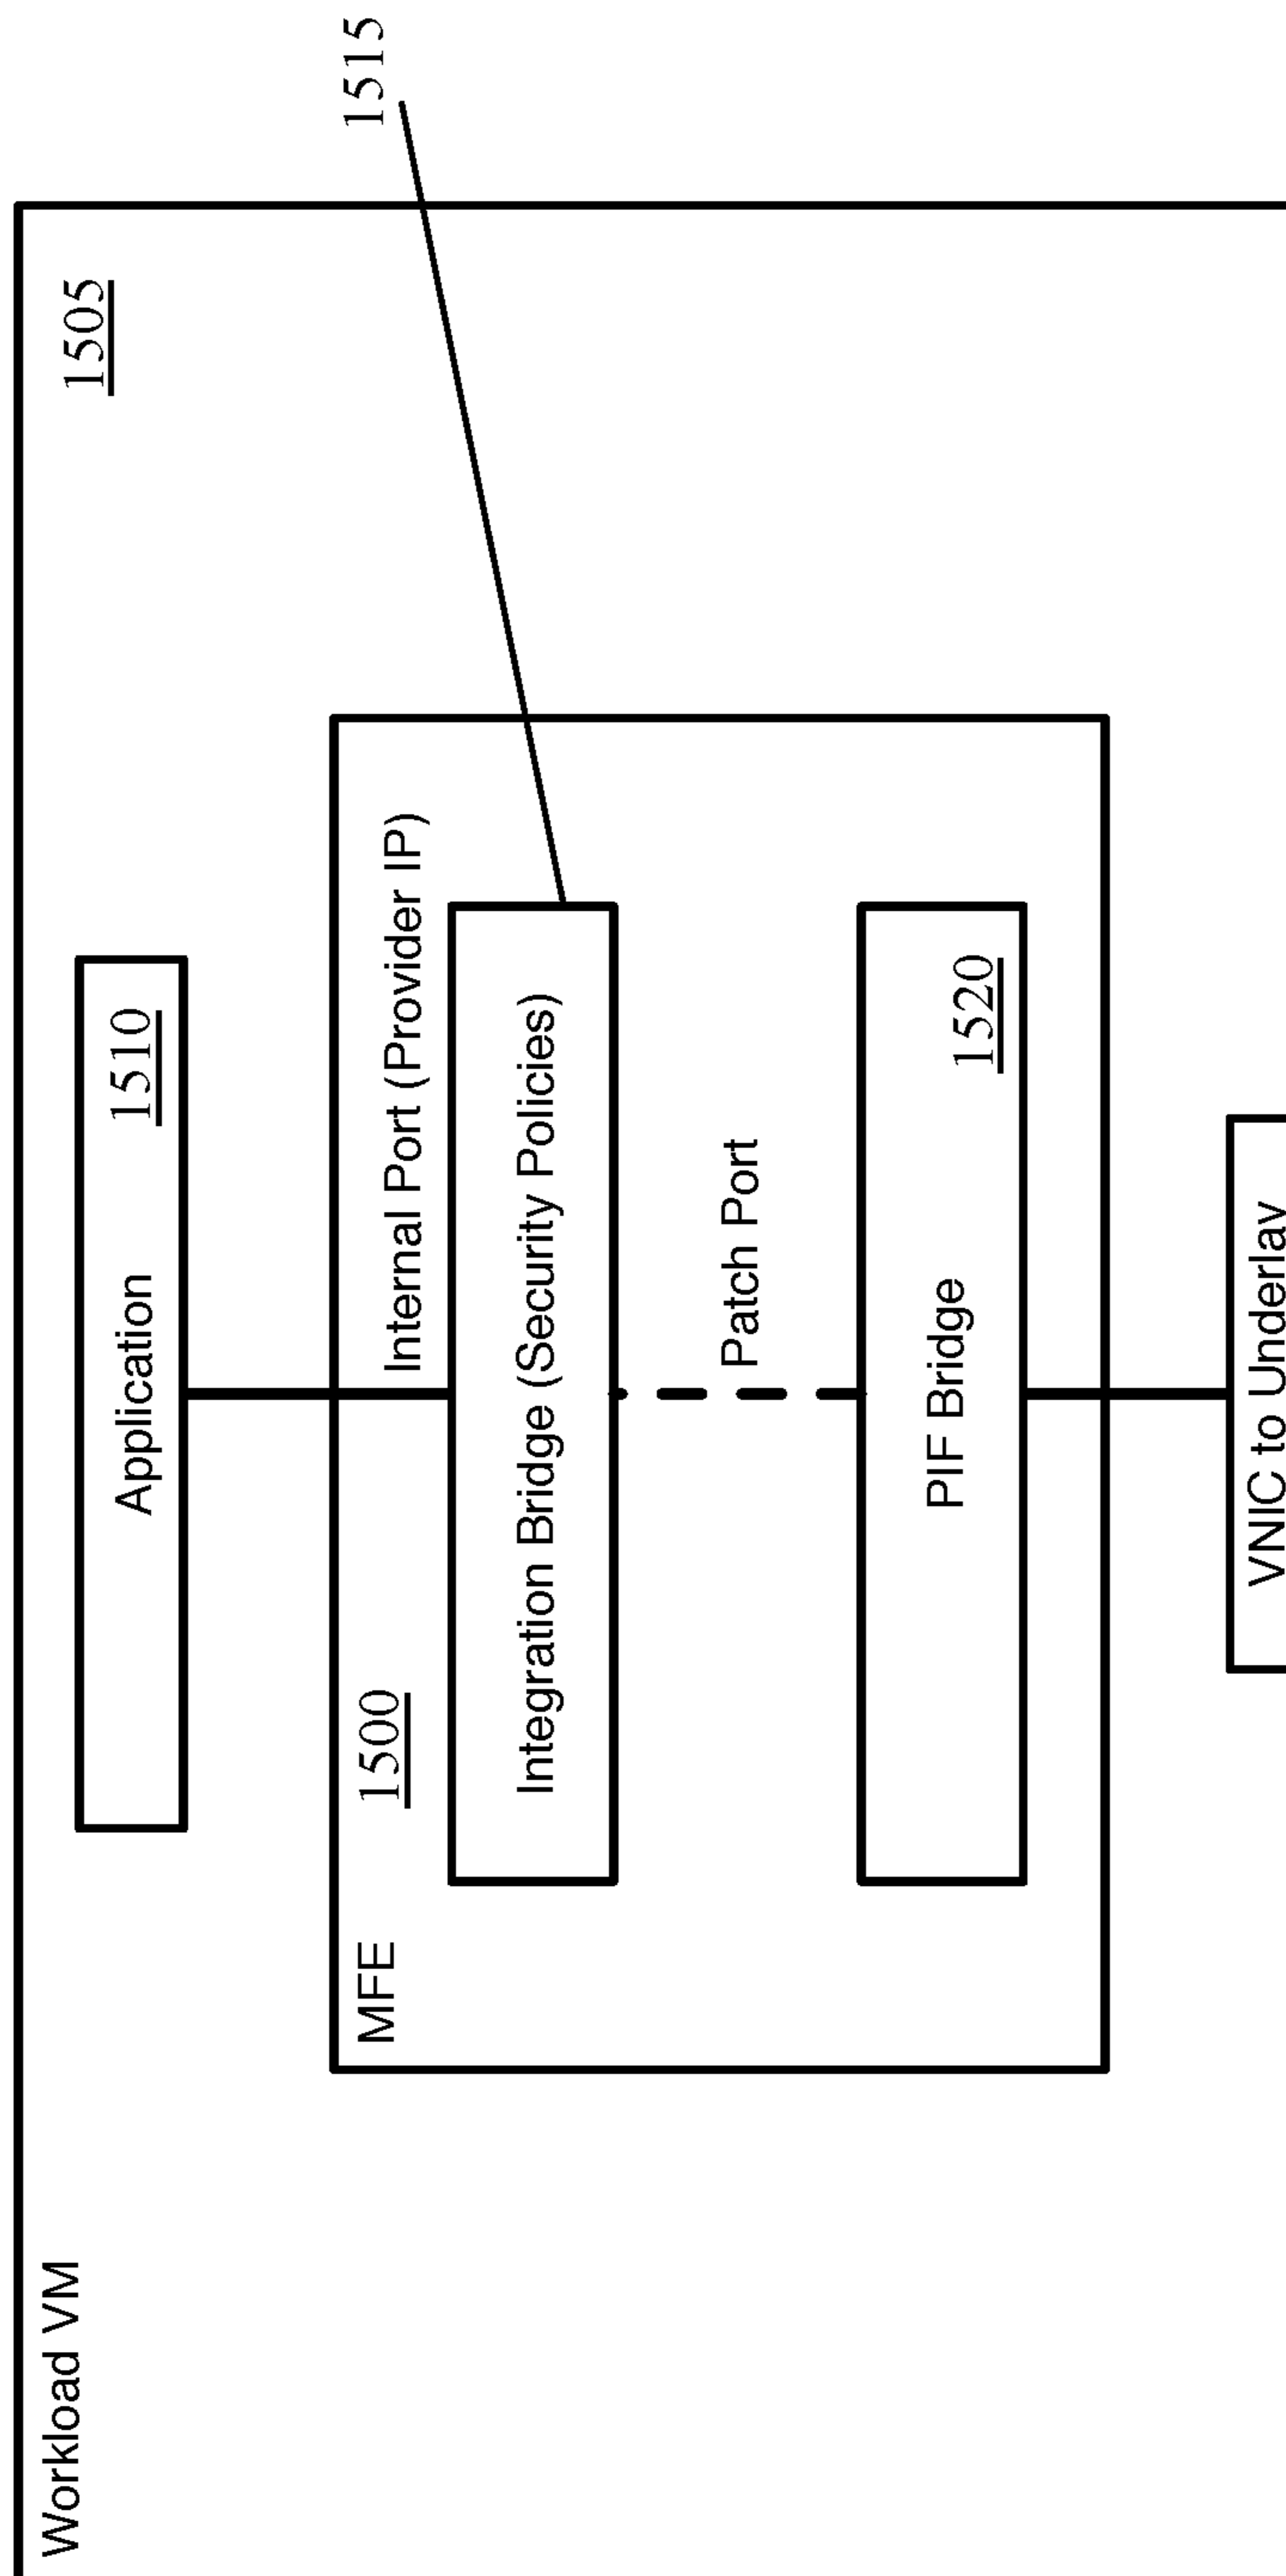 Workload VM
1505
Application
1510
1515
MFE
1500
Internal Port (Provider IP)
Integration Bridge (Security Policies)
Patch Port
PIF Bridge
1520
VNIC to Underlay